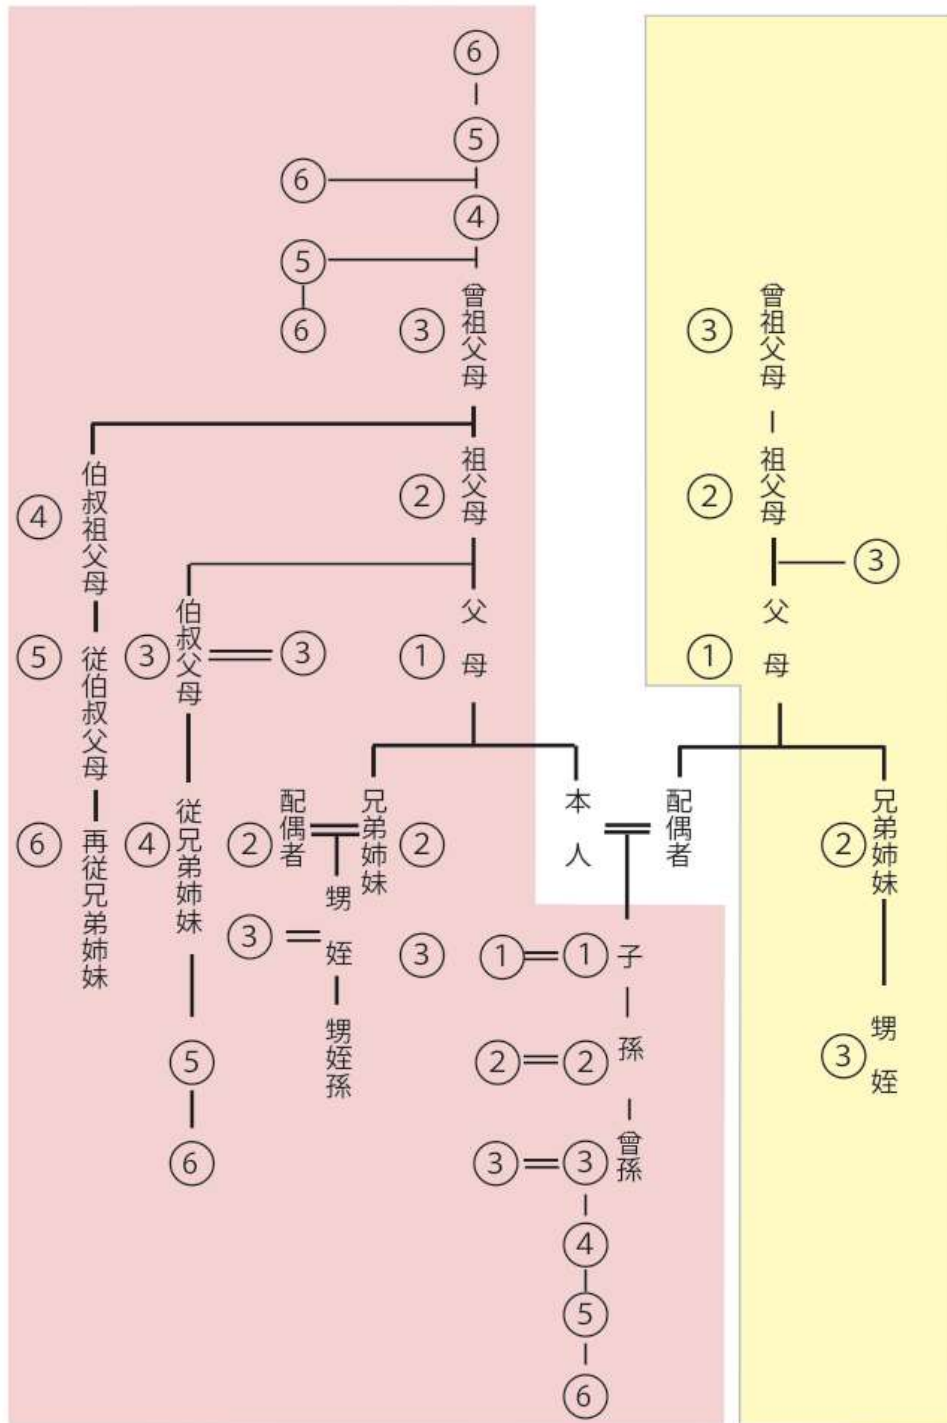 ⑥
⑤
⑥
④
⑤
⑥
③
曾祖父母
③
曾祖父母
④
伯叔祖父母
②
祖父母
②
祖父母
③
⑤
従伯叔父母
③
伯叔父母
③
①
父母
①
父母
⑥
再従兄弟姉妹
④
従兄弟姉妹
②
配偶者
兄弟姉妹
②
本人
配偶者
②
兄弟姉妹
③
甥姪
③
①
①
子
甥姪孫
⑤
②
②
孫
③
甥姪
⑥
③
③
曾孫
④
⑤
⑥